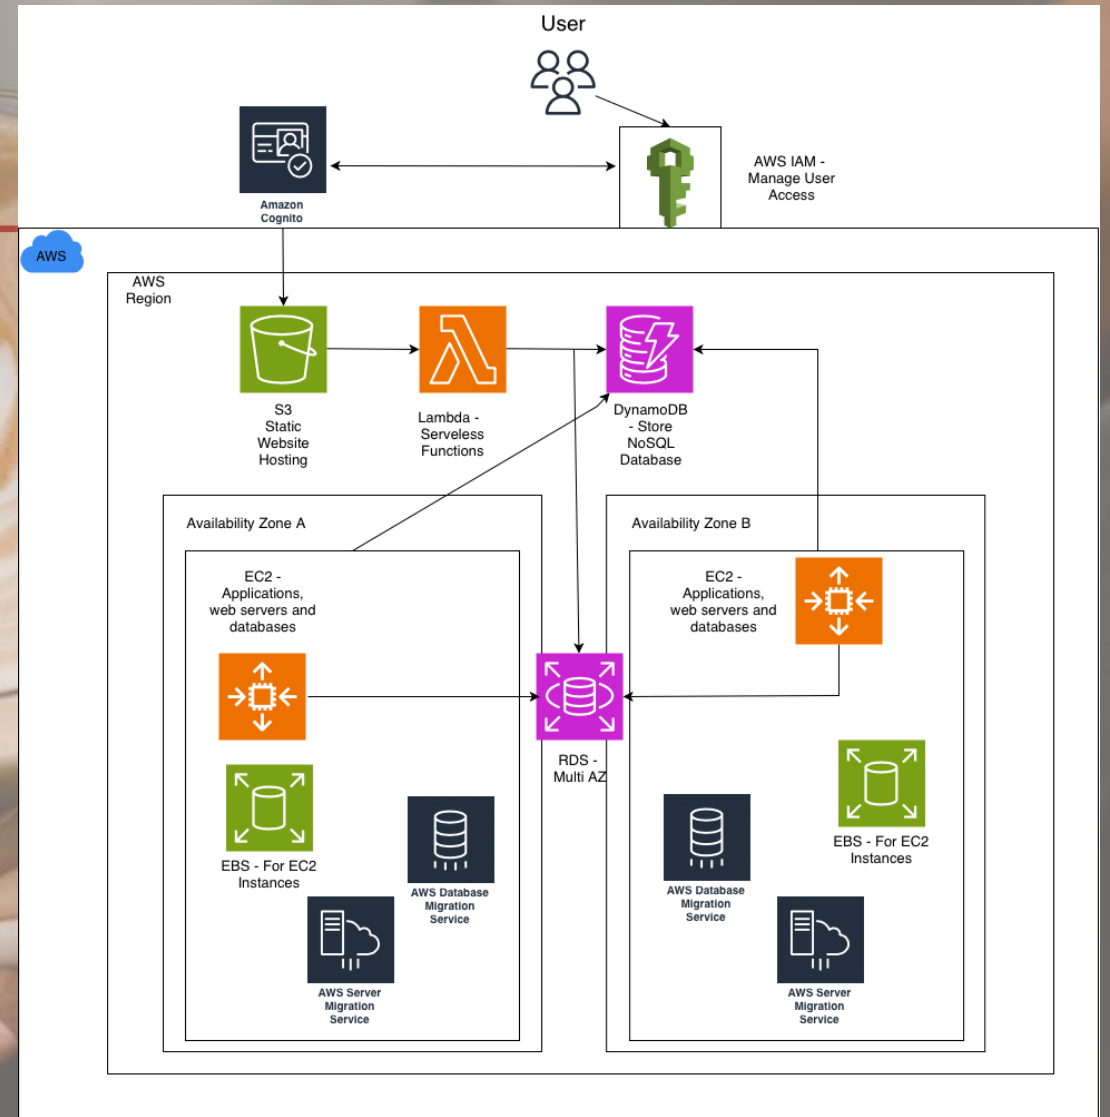 User
AWS IAM -
Manage User
Access
Amazon
Cognito
AWS
AWS
Region
S3
Static
Website
Hosting
Lambda -
Serveless
Functions
DynamoDB
- Store
NoSQL
Database
Availability Zone A
EC2 -
Applications,
web servers and
databases
EBS - For EC2
Instances
AWS Database
Migration
Service
AWS Server
Migration
Service
RDS -
Multi AZ
Availability Zone B
EC2 -
Applications,
web servers and
databases
EBS - For EC2
Instances
AWS Database
Migration
Service
AWS Server
Migration
Service